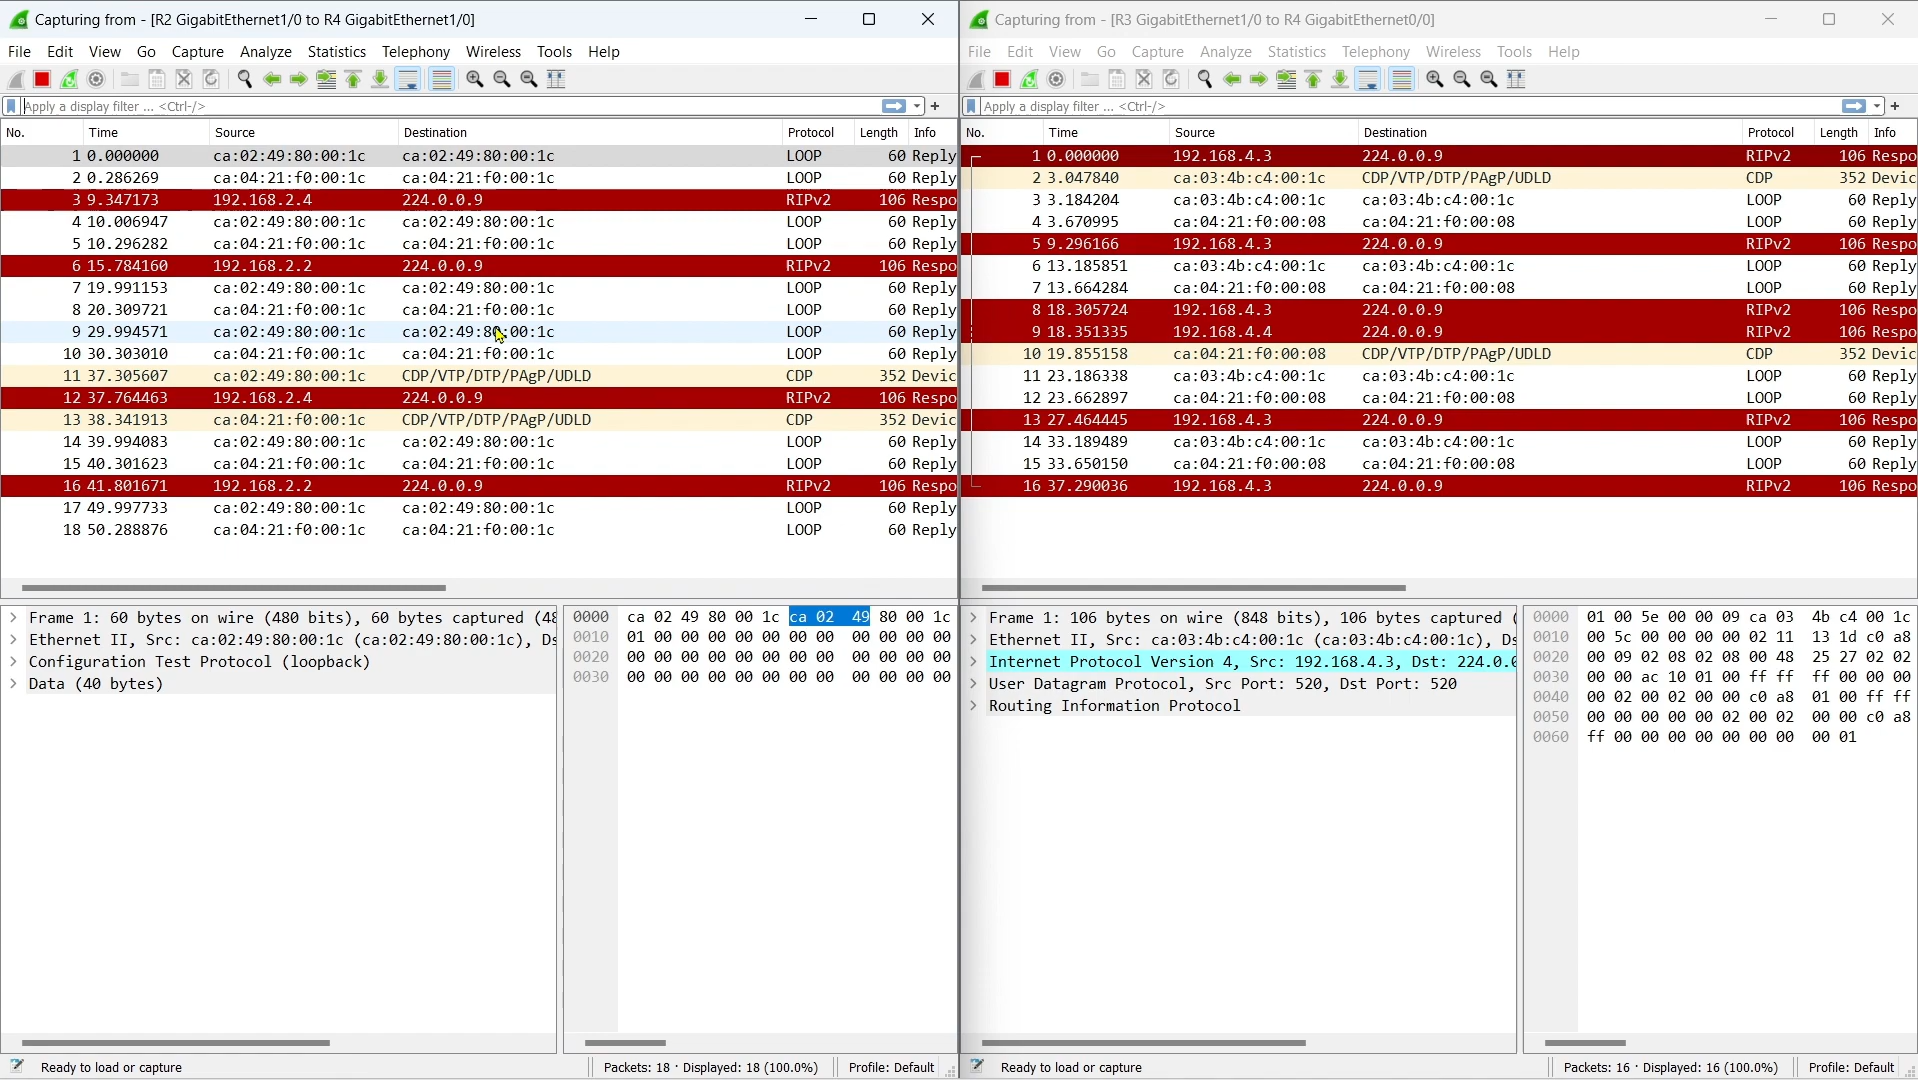 Capturing from - [R2 GigabitEthernet1/0 to R4 GigabitEthernet1/0]
File Edit View Go Capture Analyze Statistics Telephony Wireless Tools Help
Apply a display filter ... <Ctrl-/>
No. Time Source Destination Protocol Length Info
1 0.000000 ca:02:49:80:00:1c ca:02:49:80:00:1c LOOP 60 Reply
2 0.286269 ca:04:21:f0:00:1c ca:04:21:f0:00:1c LOOP 60 Reply
3 9.347173 192.168.2.4 224.0.0.9 RIPv2 106 Respo
4 10.006947 ca:02:49:80:00:1c ca:02:49:80:00:1c LOOP 60 Reply
5 10.296282 ca:04:21:f0:00:1c ca:04:21:f0:00:1c LOOP 60 Reply
6 15.784160 192.168.2.2 224.0.0.9 RIPv2 106 Respo
7 19.991153 ca:02:49:80:00:1c ca:02:49:80:00:1c LOOP 60 Reply
8 20.309721 ca:04:21:f0:00:1c ca:04:21:f0:00:1c LOOP 60 Reply
9 29.994571 ca:02:49:80:00:1c ca:02:49:80:00:1c LOOP 60 Reply
10 30.303010 ca:04:21:f0:00:1c ca:04:21:f0:00:1c LOOP 60 Reply
11 37.305607 ca:02:49:80:00:1c CDP/VTP/DTP/PAgP/UDLD CDP 352 Devic
12 37.764463 192.168.2.4 224.0.0.9 RIPv2 106 Respo
13 38.341913 ca:04:21:f0:00:1c CDP/VTP/DTP/PAgP/UDLD CDP 352 Devic
14 39.994083 ca:02:49:80:00:1c ca:02:49:80:00:1c LOOP 60 Reply
15 40.301623 ca:04:21:f0:00:1c ca:04:21:f0:00:1c LOOP 60 Reply
16 41.801671 192.168.2.2 224.0.0.9 RIPv2 106 Respo
17 49.997733 ca:02:49:80:00:1c ca:02:49:80:00:1c LOOP 60 Reply
18 50.288876 ca:04:21:f0:00:1c ca:04:21:f0:00:1c LOOP 60 Reply
Frame 1: 60 bytes on wire (480 bits), 60 bytes captured (48
Ethernet II, Src: ca:02:49:80:00:1c (ca:02:49:80:00:1c), Ds
Configuration Test Protocol (loopback)
Data (40 bytes)
0000 ca 02 49 80 00 1c ca 02 49 80 00 1c
0010 01 00 00 00 00 00 00 00 00 00 00 00
0020 00 00 00 00 00 00 00 00 00 00 00 00
0030 00 00 00 00 00 00 00 00 00 00 00 00
Ready to load or capture
Packets: 18 · Displayed: 18 (100.0%)
Profile: Default
Capturing from - [R3 GigabitEthernet1/0 to R4 GigabitEthernet0/0]
File Edit View Go Capture Analyze Statistics Telephony Wireless Tools Help
Apply a display filter ... <Ctrl-/>
No. Time Source Destination Protocol Length Info
1 0.000000 192.168.4.3 224.0.0.9 RIPv2 106 Respo
2 3.047840 ca:03:4b:c4:00:1c CDP/VTP/DTP/PAgP/UDLD CDP 352 Devic
3 3.184204 ca:03:4b:c4:00:1c ca:03:4b:c4:00:1c LOOP 60 Reply
4 3.670995 ca:04:21:f0:00:08 ca:04:21:f0:00:08 LOOP 60 Reply
5 9.296166 192.168.4.3 224.0.0.9 RIPv2 106 Respo
6 13.185851 ca:03:4b:c4:00:1c ca:03:4b:c4:00:1c LOOP 60 Reply
7 13.664284 ca:04:21:f0:00:08 ca:04:21:f0:00:08 LOOP 60 Reply
8 18.305724 192.168.4.3 224.0.0.9 RIPv2 106 Respo
9 18.351335 192.168.4.4 224.0.0.9 RIPv2 106 Respo
10 19.855158 ca:04:21:f0:00:08 CDP/VTP/DTP/PAgP/UDLD CDP 352 Devic
11 23.186338 ca:03:4b:c4:00:1c ca:03:4b:c4:00:1c LOOP 60 Reply
12 23.662897 ca:04:21:f0:00:08 ca:04:21:f0:00:08 LOOP 60 Reply
13 27.464445 192.168.4.3 224.0.0.9 RIPv2 106 Respo
14 33.189489 ca:03:4b:c4:00:1c ca:03:4b:c4:00:1c LOOP 60 Reply
15 33.650150 ca:04:21:f0:00:08 ca:04:21:f0:00:08 LOOP 60 Reply
16 37.290036 192.168.4.3 224.0.0.9 RIPv2 106 Respo
Frame 1: 106 bytes on wire (848 bits), 106 bytes captured (
Ethernet II, Src: ca:03:4b:c4:00:1c (ca:03:4b:c4:00:1c), Ds
Internet Protocol Version 4, Src: 192.168.4.3, Dst: 224.0.0
User Datagram Protocol, Src Port: 520, Dst Port: 520
Routing Information Protocol
0000 01 00 5e 00 00 09 ca 03 4b c4 00 1c
0010 00 5c 00 00 00 00 02 11 13 1d c0 a8
0020 00 09 02 08 02 08 00 48 25 27 02 02
0030 00 00 ac 10 01 00 ff ff ff 00 00 00
0040 00 02 00 02 00 00 c0 a8 01 00 ff ff
0050 00 00 00 00 00 02 00 02 00 00 c0 a8
0060 ff 00 00 00 00 00 00 00 00 01
Ready to load or capture
Packets: 16 · Displayed: 16 (100.0%)
Profile: Default